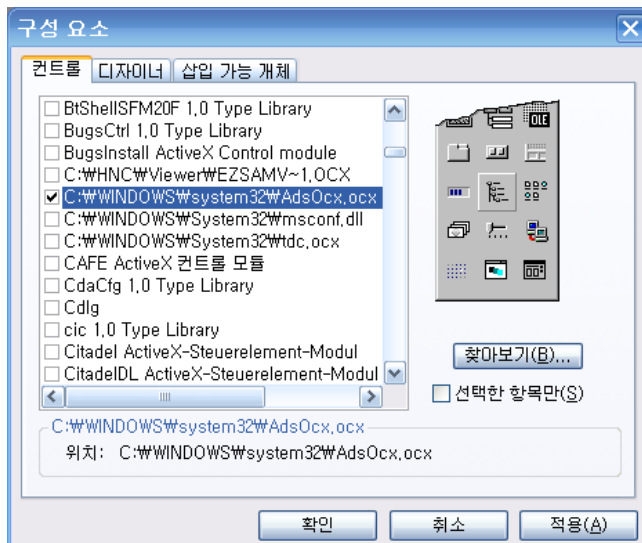 구성 요소
컨트롤 디자이너 삽입 가능 개체
BtShellSFM20F 1.0 Type Library
BugsCtrl 1.0 Type Library
BugsInstall ActiveX Control module
C:₩HNC₩Viewer₩EZSAMV~1.OCX
C:₩WINDOWS₩system32₩AdsOcx.ocx
C:₩WINDOWS₩System32₩msconf.dll
C:₩WINDOWS₩System32₩tdc.ocx
CAFE ActiveX 컨트롤 모듈
CdaCfg 1.0 Type Library
Cdlg
cic 1.0 Type Library
Citadel ActiveX-Steuerelement-Modul
CitadelDL ActiveX-Steuerelement-Modul
OLE
찾아보기(B)...
선택한 항목만(S)
C:₩WINDOWS₩system32₩AdsOcx.ocx
위치: C:₩WINDOWS₩system32₩AdsOcx.ocx
확인 취소 적용(A)